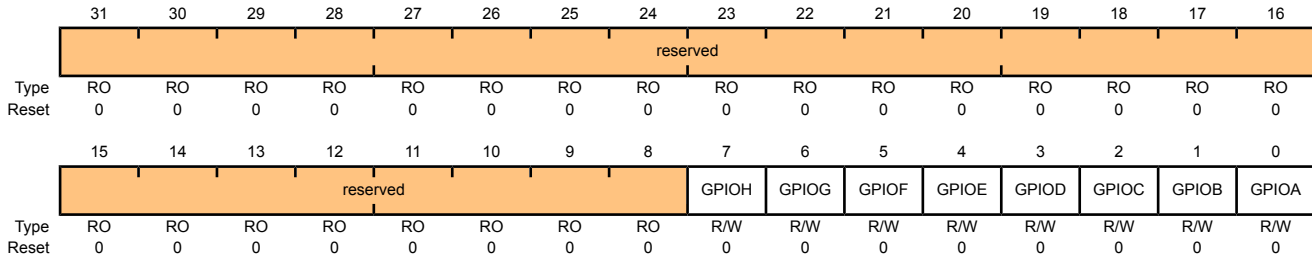 31 30 29 28 27 26 25 24 23 22 21 20 19 18 17 16
reserved
Type RO RO RO RO RO RO RO RO RO RO RO RO RO RO RO RO
Reset 0 0 0 0 0 0 0 0 0 0 0 0 0 0 0 0
15 14 13 12 11 10 9 8 7 6 5 4 3 2 1 0
reserved GPIOH GPIOG GPIOF GPIOE GPIOD GPIOC GPIOB GPIOA
Type RO RO RO RO RO RO RO RO R/W R/W R/W R/W R/W R/W R/W R/W
Reset 0 0 0 0 0 0 0 0 0 0 0 0 0 0 0 0